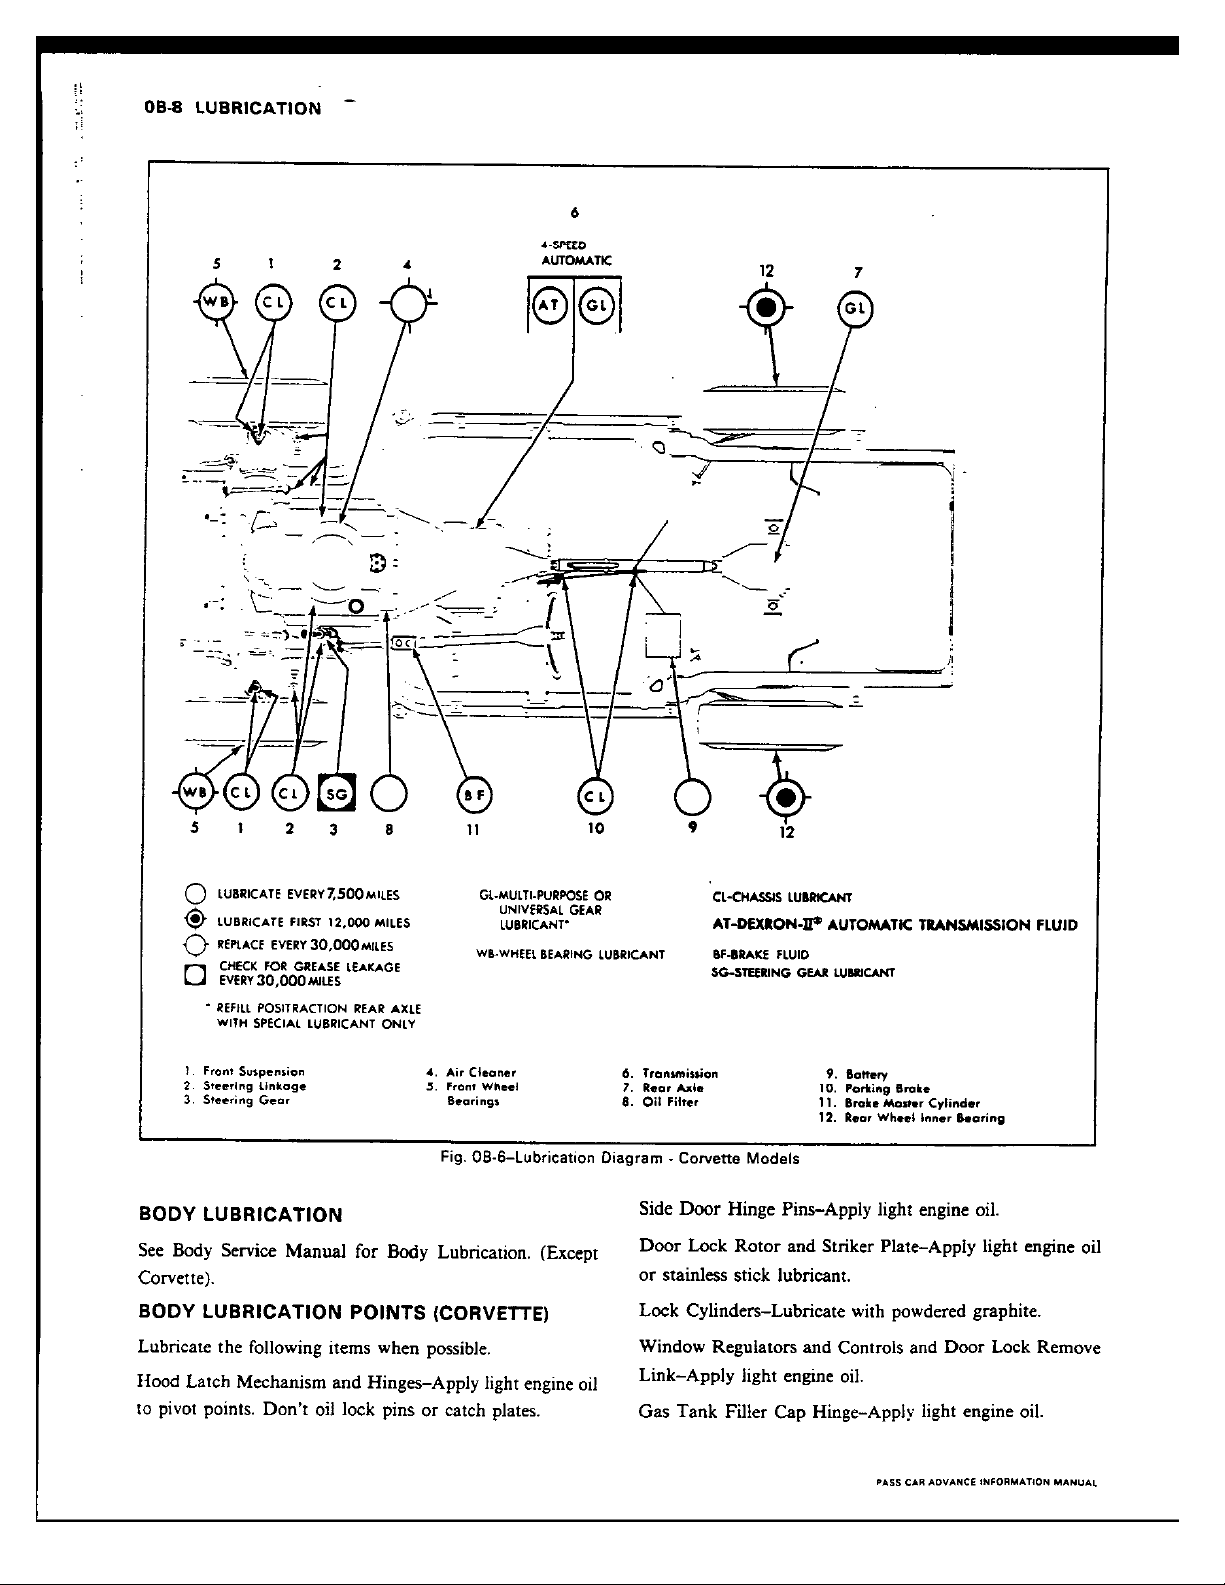 0B-8 LUBRICATION
6
4-SPEED
AUTOMATIC
5 1 2 4 12 7
WB CL CL AT GL GL
WB CL CL SG BF CL
5 1 2 3 8 11 10 9 12
LUBRICATE EVERY 7,500 MILES
LUBRICATE FIRST 12,000 MILES
REPLACE EVERY 30,000 MILES
CHECK FOR GREASE LEAKAGE
EVERY 30,000 MILES
* REFILL POSITRACTION REAR AXLE
WITH SPECIAL LUBRICANT ONLY
GL-MULTI-PURPOSE OR
UNIVERSAL GEAR
LUBRICANT*
WB-WHEEL BEARING LUBRICANT
CL-CHASSIS LUBRICANT
AT-DEXRON-II® AUTOMATIC TRANSMISSION FLUID
BF-BRAKE FLUID
SG-STEERING GEAR LUBRICANT
1. Front Suspension
2. Steering Linkage
3. Steering Gear
4. Air Cleaner
5. Front Wheel
Bearings
6. Transmission
7. Rear Axle
8. Oil Filter
9. Battery
10. Parking Brake
11. Brake Master Cylinder
12. Rear Wheel Inner Bearing
Fig. 0B-6-Lubrication Diagram - Corvette Models
BODY LUBRICATION
See Body Service Manual for Body Lubrication. (Except
Corvette).
BODY LUBRICATION POINTS (CORVETTE)
Lubricate the following items when possible.
Hood Latch Mechanism and Hinges-Apply light engine oil
to pivot points. Don't oil lock pins or catch plates.
Side Door Hinge Pins-Apply light engine oil.
Door Lock Rotor and Striker Plate-Apply light engine oil
or stainless stick lubricant.
Lock Cylinders-Lubricate with powdered graphite.
Window Regulators and Controls and Door Lock Remove
Link-Apply light engine oil.
Gas Tank Filler Cap Hinge-Apply light engine oil.
PASS CAR ADVANCE INFORMATION MANUAL